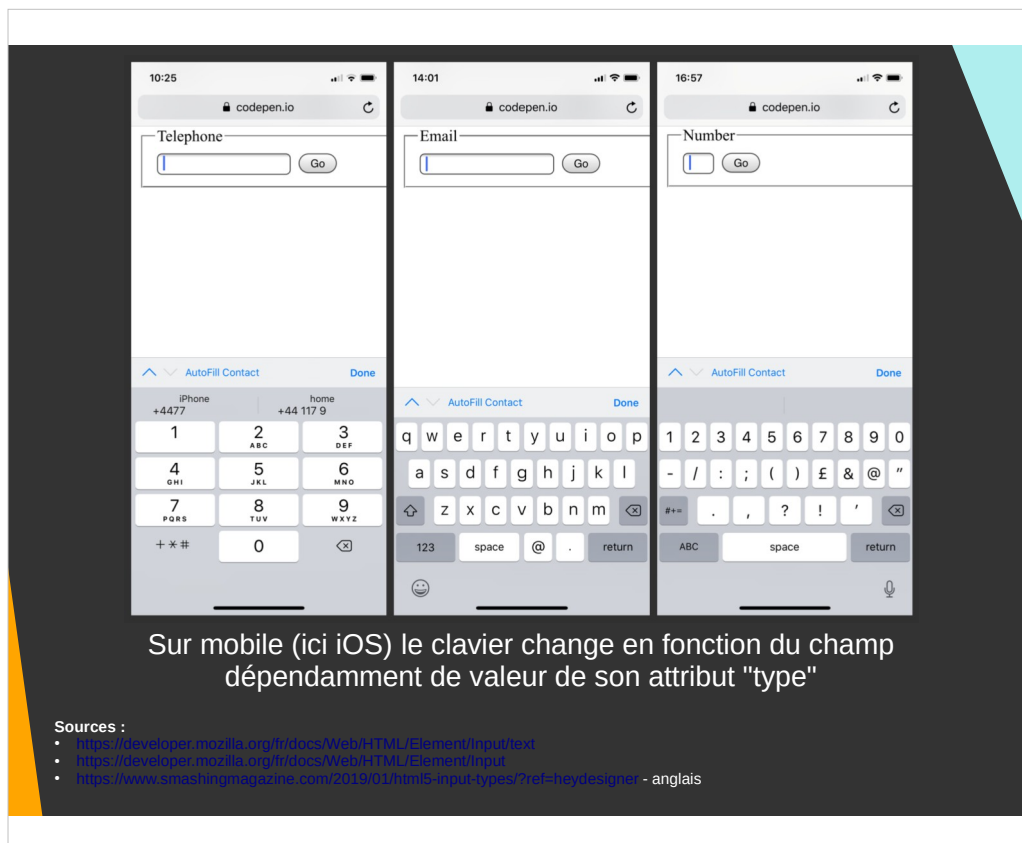 10:25
codepen.io
Telephone
Go
AutoFill Contact Done
iPhone home
+4477 +44 117 9
1 2 3
ABC DEF
4 5 6
GHI JKL MNO
7 8 9
PQRS TUV WXYZ
+*# 0
14:01
codepen.io
Email
Go
AutoFill Contact Done
q w e r t y u i o p
a s d f g h j k l
z x c v b n m
123 space @ . return
16:57
codepen.io
Number
Go
AutoFill Contact Done
1 2 3 4 5 6 7 8 9 0
- / : ; ( ) £ & @ "
#+= . , ? ! '
ABC space return
Sur mobile (ici iOS) le clavier change en fonction du champ
dépendamment de valeur de son attribut "type"
Sources :
• https://developer.mozilla.org/fr/docs/Web/HTML/Element/Input/text
• https://developer.mozilla.org/fr/docs/Web/HTML/Element/Input
• https://www.smashingmagazine.com/2019/01/html5-input-types/?ref=heydesigner - anglais